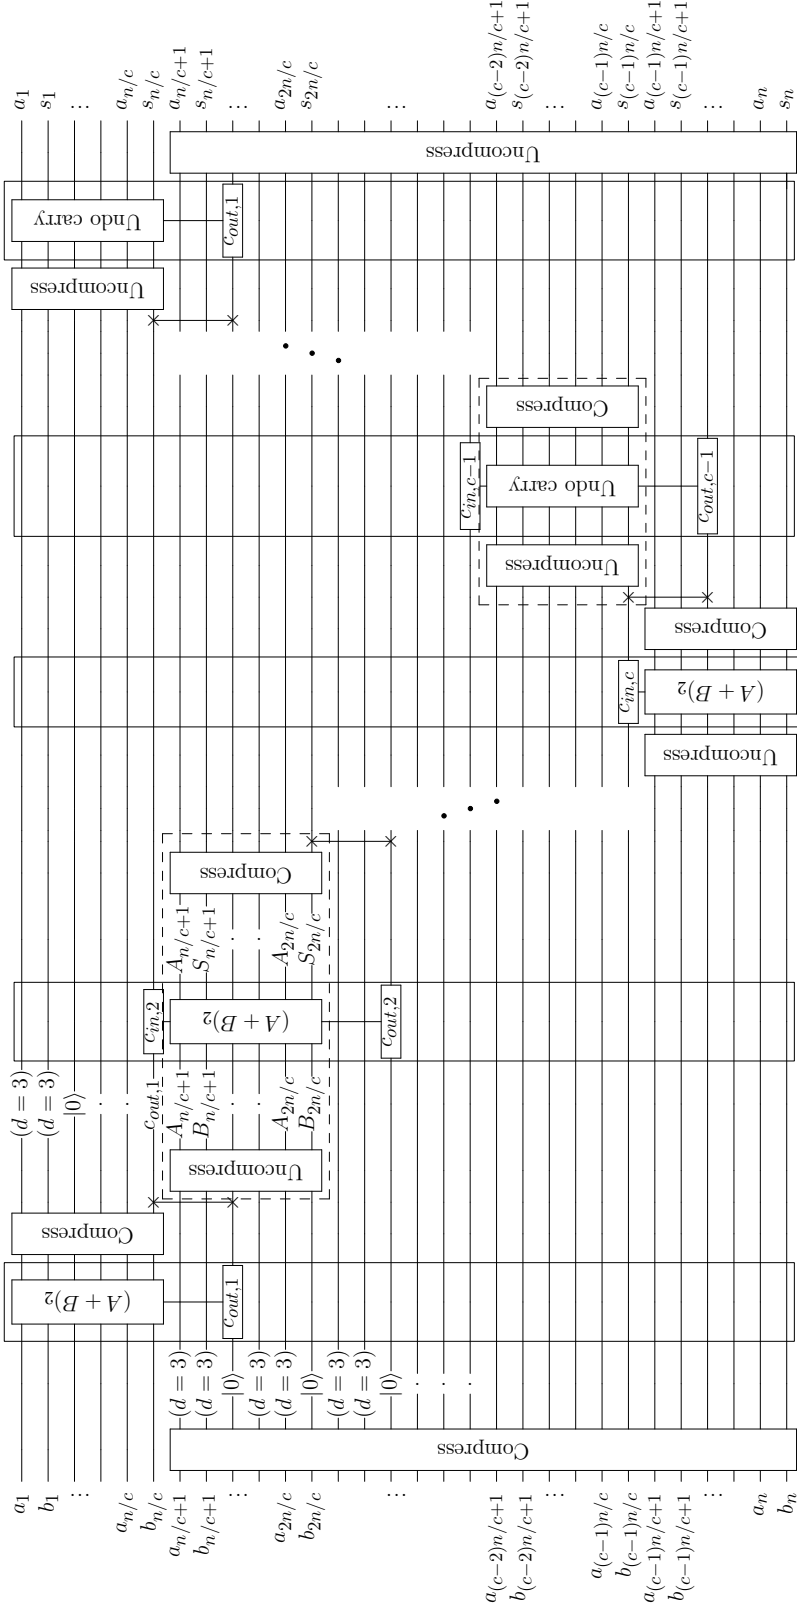 a_1
b_1
⋮
a_{n/c}
b_{n/c}
a_{n/c+1}
b_{n/c+1}
⋮
a_{2n/c}
b_{2n/c}
⋮
a_{(c−2)n/c+1}
b_{(c−2)n/c+1}
⋮
a_{(c−1)n/c}
b_{(c−1)n/c}
a_{(c−1)n/c+1}
b_{(c−1)n/c+1}
⋮
a_n
b_n
Compress
(d = 3)
(d = 3)
|0⟩
(d = 3)
(d = 3)
|0⟩
(d = 3)
(d = 3)
|0⟩
(A + B)_2
c_{out,1}
Compress
Uncompress
(d = 3)
(d = 3)
|0⟩
c_{out,1}
A_{n/c+1}
B_{n/c+1}
A_{2n/c}
B_{2n/c}
c_{in,2}
(A + B)_2
c_{out,2}
A_{n/c+1}
S_{n/c+1}
A_{2n/c}
S_{2n/c}
Compress
Uncompress
c_{in,c}
(A + B)_2
Compress
Uncompress
c_{in,c−1}
Undo carry
c_{out,c−1}
Compress
Uncompress
Undo carry
c_{out,1}
Uncompress
a_1
s_1
⋮
a_{n/c}
s_{n/c}
a_{n/c+1}
s_{n/c+1}
⋮
a_{2n/c}
s_{2n/c}
⋮
a_{(c−2)n/c+1}
s_{(c−2)n/c+1}
⋮
a_{(c−1)n/c}
s_{(c−1)n/c}
a_{(c−1)n/c+1}
s_{(c−1)n/c+1}
⋮
a_n
s_n